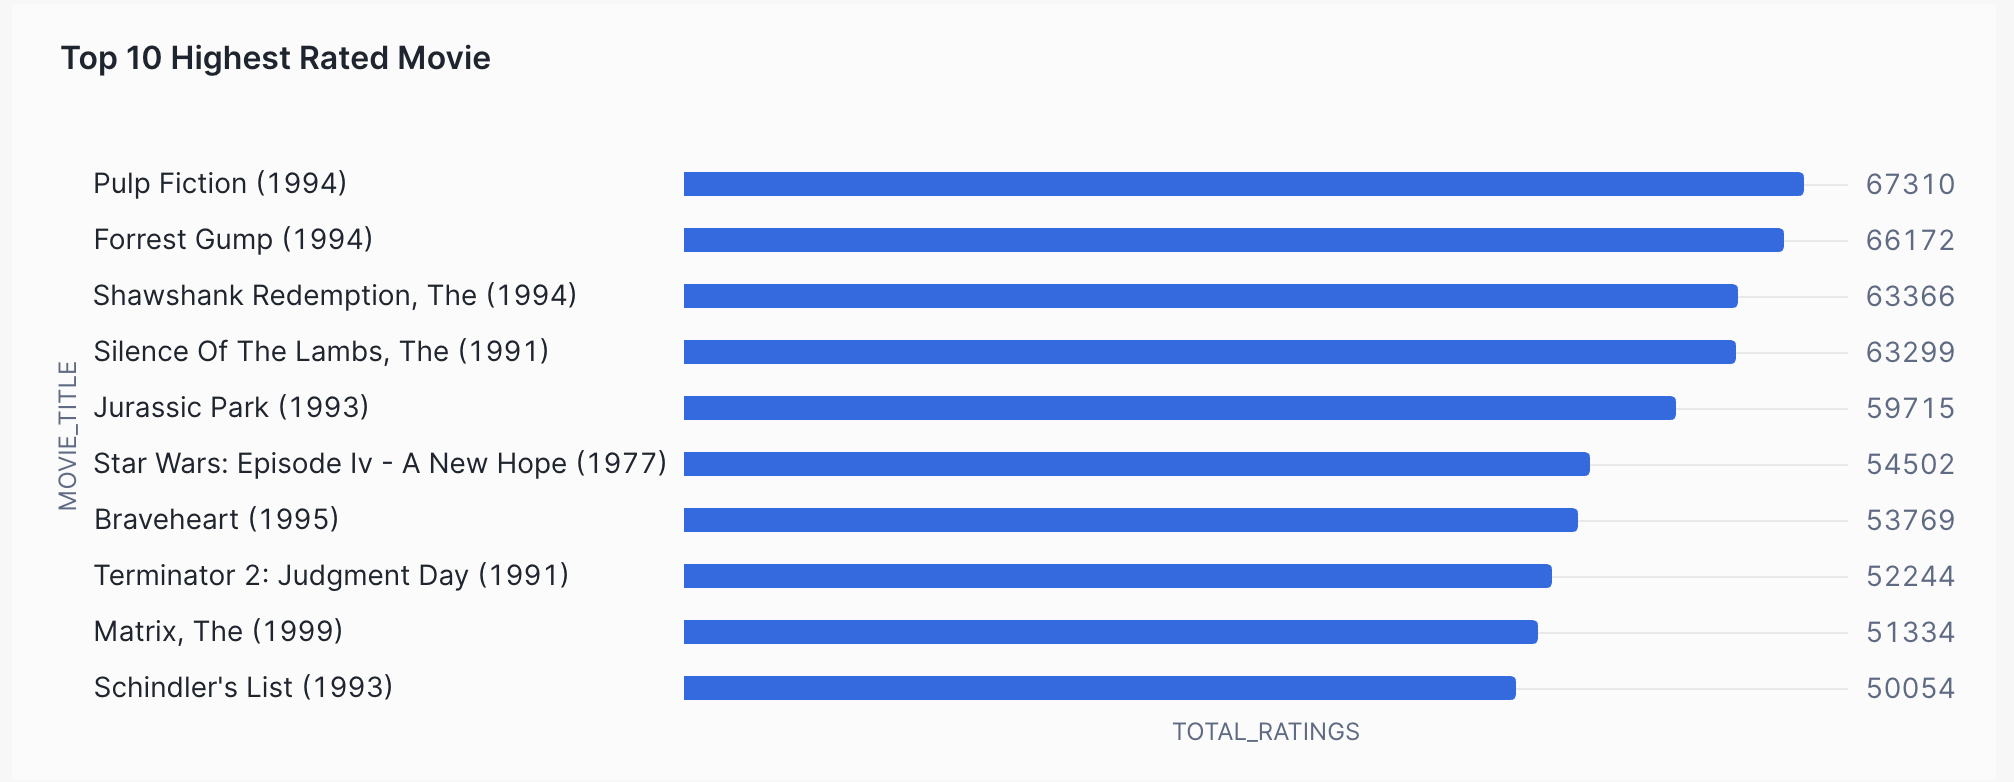 Top 10 Highest Rated Movie
MOVIE_TITLE
Pulp Fiction (1994) 67310
Forrest Gump (1994) 66172
Shawshank Redemption, The (1994) 63366
Silence Of The Lambs, The (1991) 63299
Jurassic Park (1993) 59715
Star Wars: Episode Iv - A New Hope (1977) 54502
Braveheart (1995) 53769
Terminator 2: Judgment Day (1991) 52244
Matrix, The (1999) 51334
Schindler's List (1993) 50054
TOTAL_RATINGS